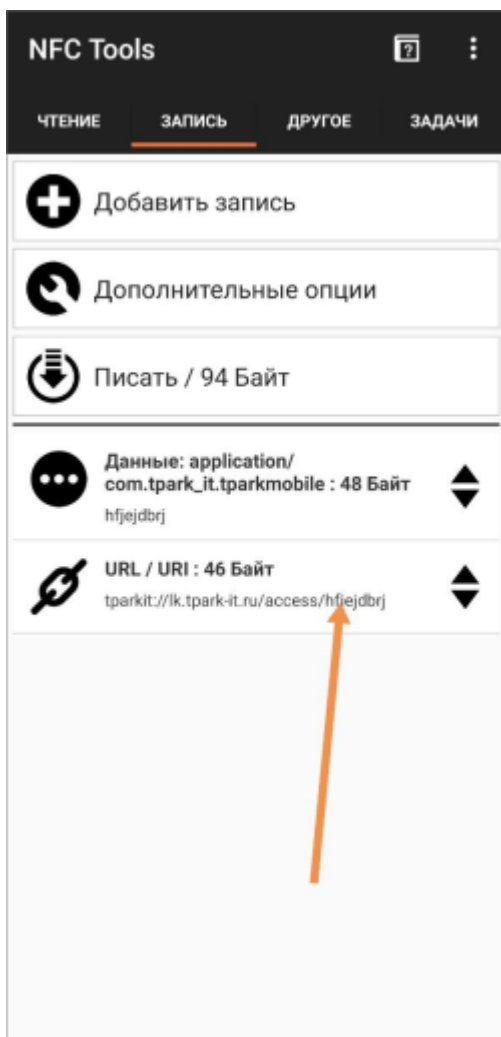 NFC Tools
ЧТЕНИЕ ЗАПИСЬ ДРУГОЕ ЗАДАЧИ
Добавить запись
Дополнительные опции
Писать / 94 Байт
Данные: application/
com.tpark_it.tparkmobile : 48 Байт
hfjejdbrj
URL / URI : 46 Байт
tparkit://lk.tpark-it.ru/access/hfjejdbrj